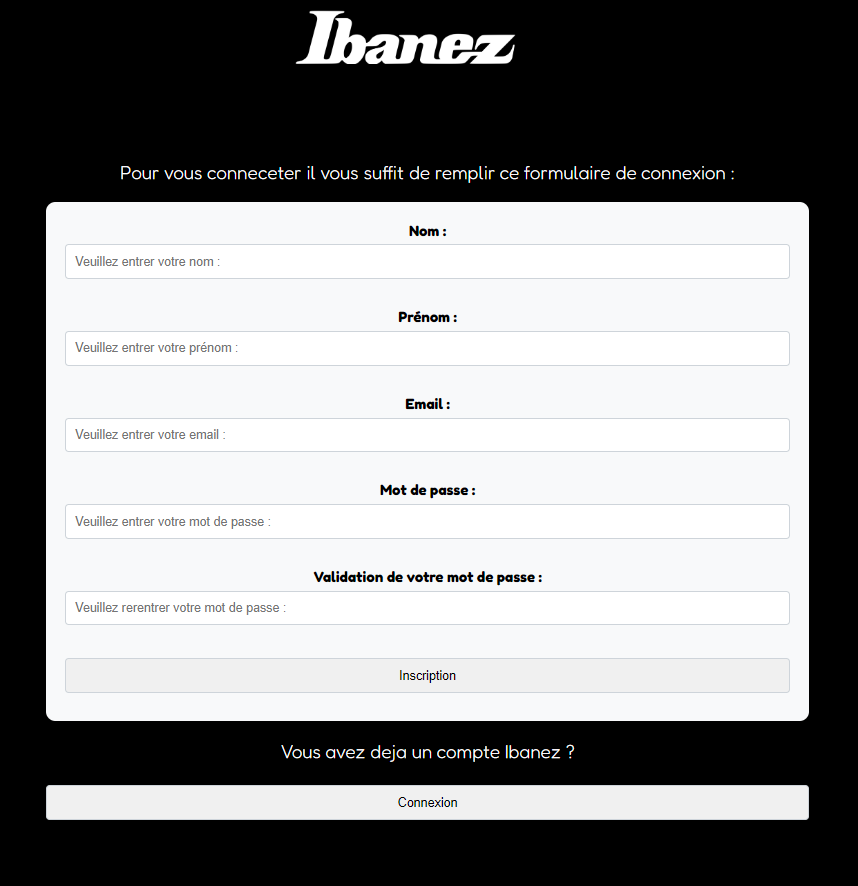 Ibanez
Pour vous conneceter il vous suffit de remplir ce formulaire de connexion :
Nom :
Veuillez entrer votre nom :
Prénom :
Veuillez entrer votre prénom :
Email :
Veuillez entrer votre email :
Mot de passe :
Veuillez entrer votre mot de passe :
Validation de votre mot de passe :
Veuillez rerentrer votre mot de passe :
Inscription
Vous avez deja un compte Ibanez ?
Connexion